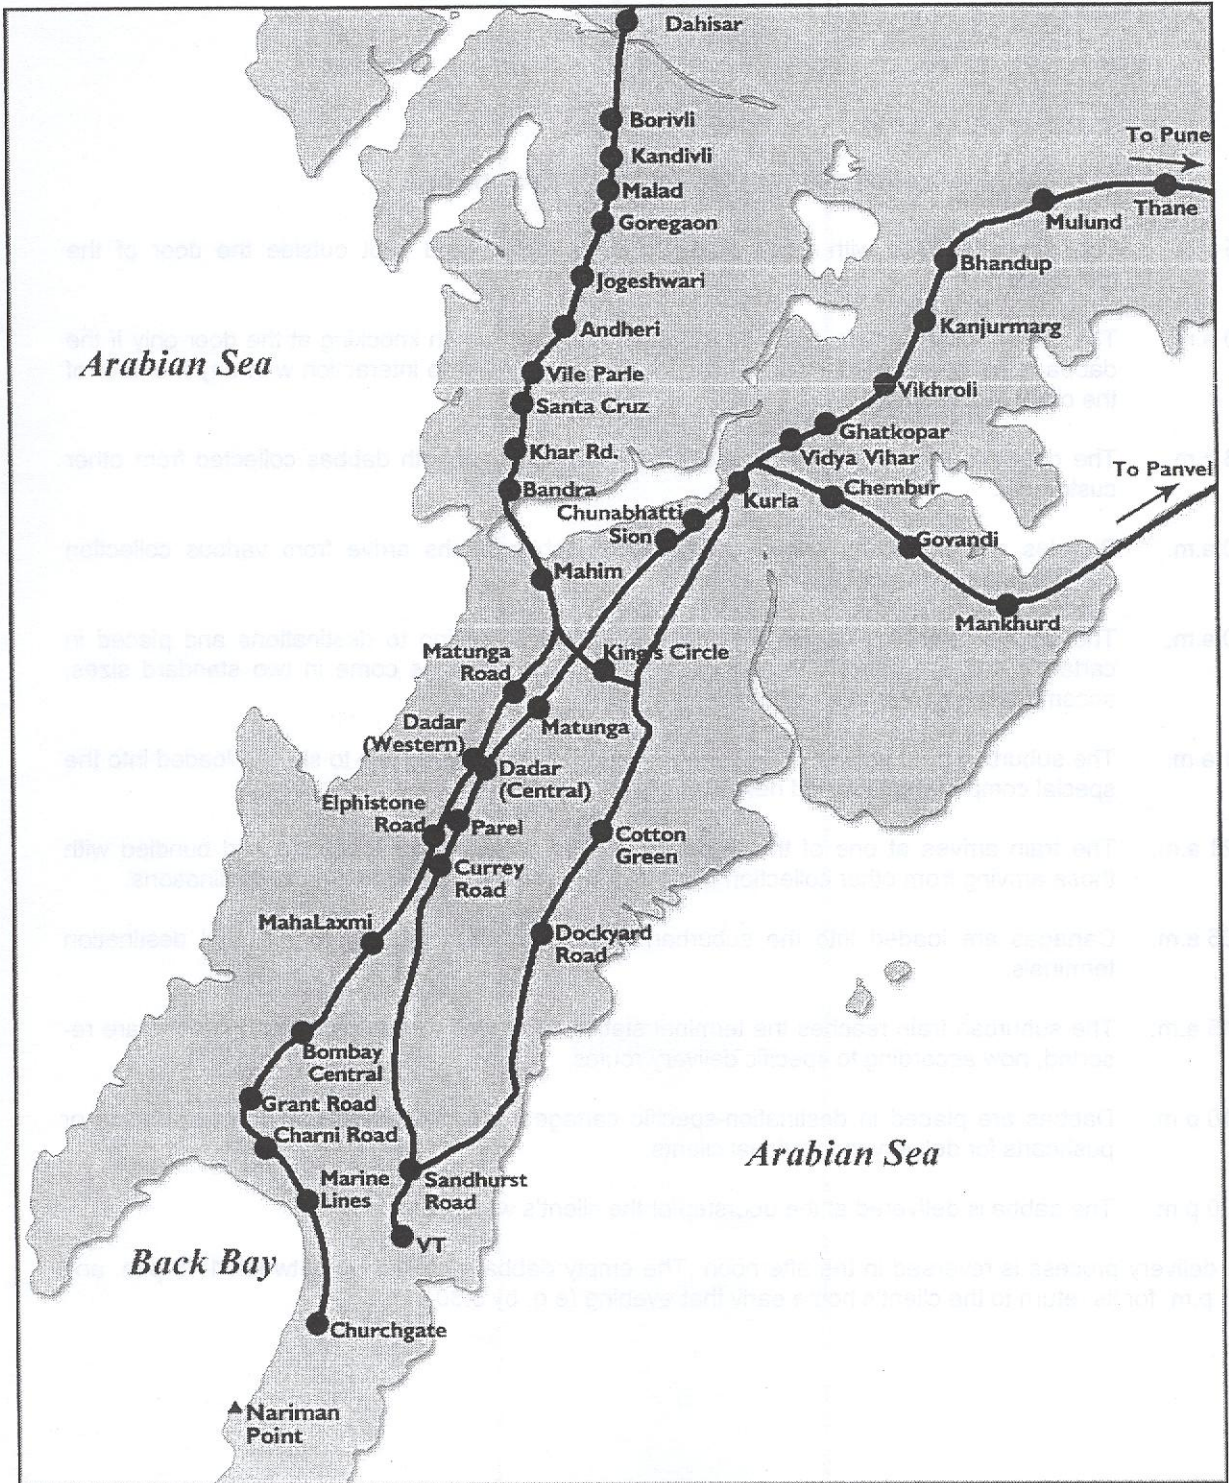 Dahisar
Borivli
Kandivli
Malad
Goregaon
Jogeshwari
Andheri
Vile Parle
Santa Cruz
Khar Rd.
Bandra
Mahim
To Pune
Thane
Mulund
Bhandup
Kanjurmarg
Vikhroli
Ghatkopar
Vidya Vihar
To Panvel
Chembur
Kurla
Chunabhatti
Sion
Govandi
Mankhurd
Arabian Sea
King's Circle
Matunga
Road
Matunga
Dadar
(Western)
Dadar
(Central)
Elphistone
Road
Parel
Currey
Road
Cotton
Green
MahaLaxmi
Dockyard
Road
Bombay
Central
Grant Road
Charni Road
Marine
Lines
Sandhurst
Road
VT
Arabian Sea
Back Bay
Churchgate
Nariman
Point